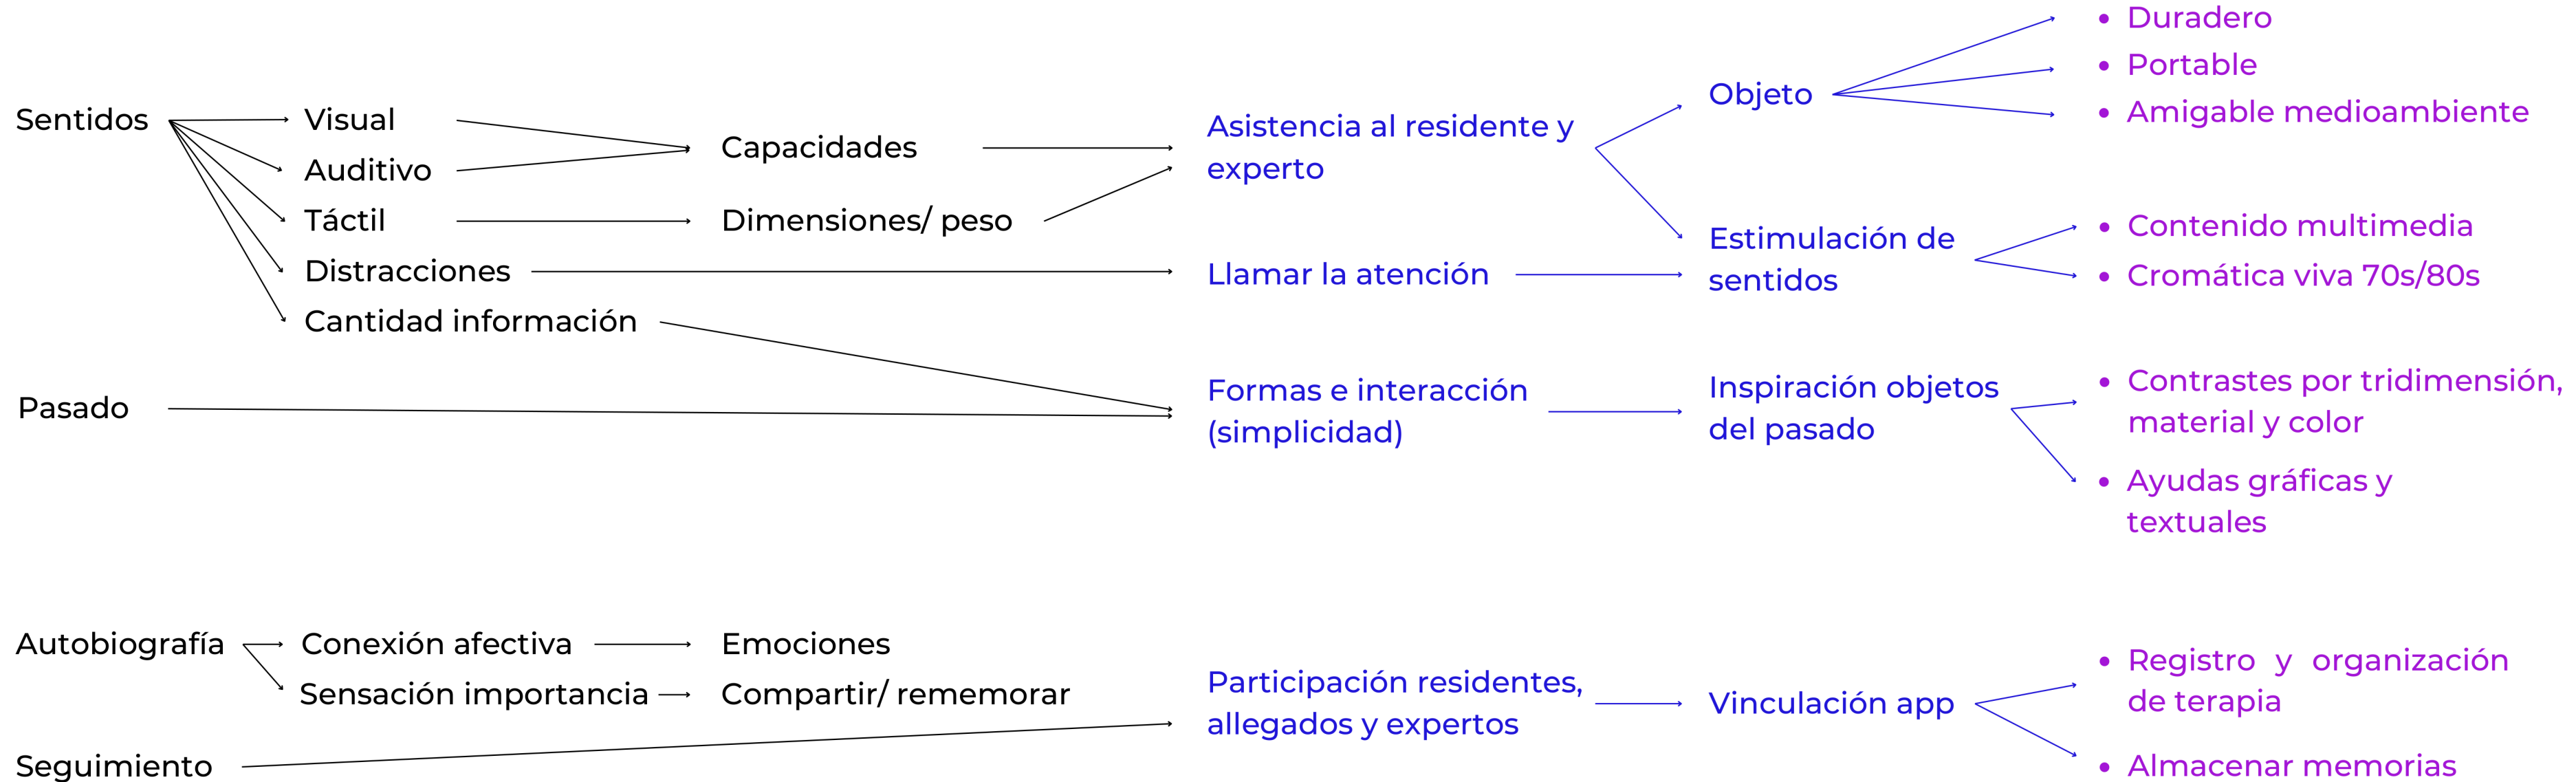 Sentidos
Visual
Auditivo
Táctil
Distracciones
Cantidad información
Capacidades
Dimensiones/ peso
Pasado
Autobiografía
Conexión afectiva
Emociones
Sensación importancia
Compartir/ rememorar
Seguimiento
Asistencia al residente y
experto
Llamar la atención
Formas e interacción
(simplicidad)
Participación residentes,
allegados y expertos
Objeto
Estimulación de
sentidos
Inspiración objetos
del pasado
Vinculación app
• Duradero
• Portable
• Amigable medioambiente
• Contenido multimedia
• Cromática viva 70s/80s
• Contrastes por tridimensión,
material y color
• Ayudas gráficas y
textuales
• Registro y organización
de terapia
• Almacenar memorias